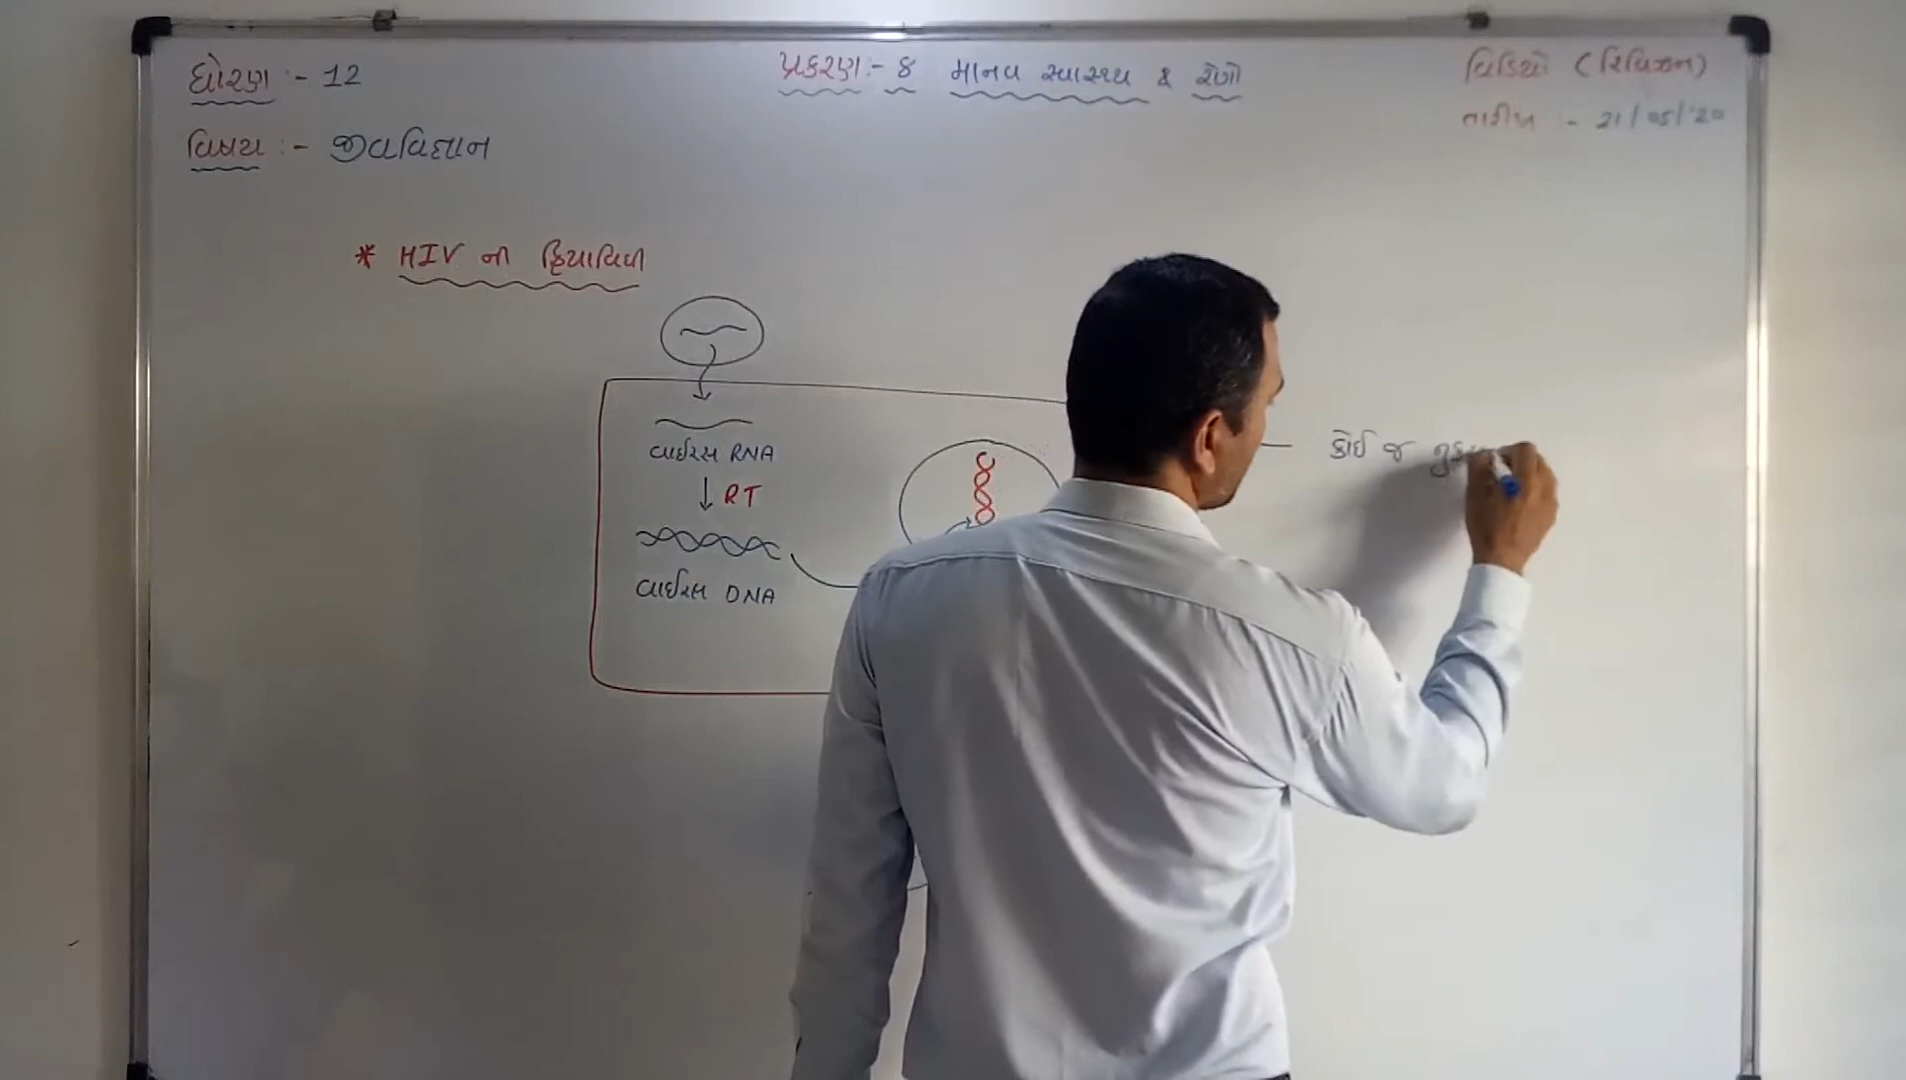 ધોરણ :- 12
પ્રકરણ :- 8 માનવ સ્વાસ્થ્ય & રોગો
વિડિયો (રિવિઝન)
તારીખ - 21/05/'20
વિષય :- જીવવિજ્ઞાન
* HIV ની ક્રિયાવિધી
વાઈરસ RNA
↓ RT
વાઈરસ DNA
કોઈ જ